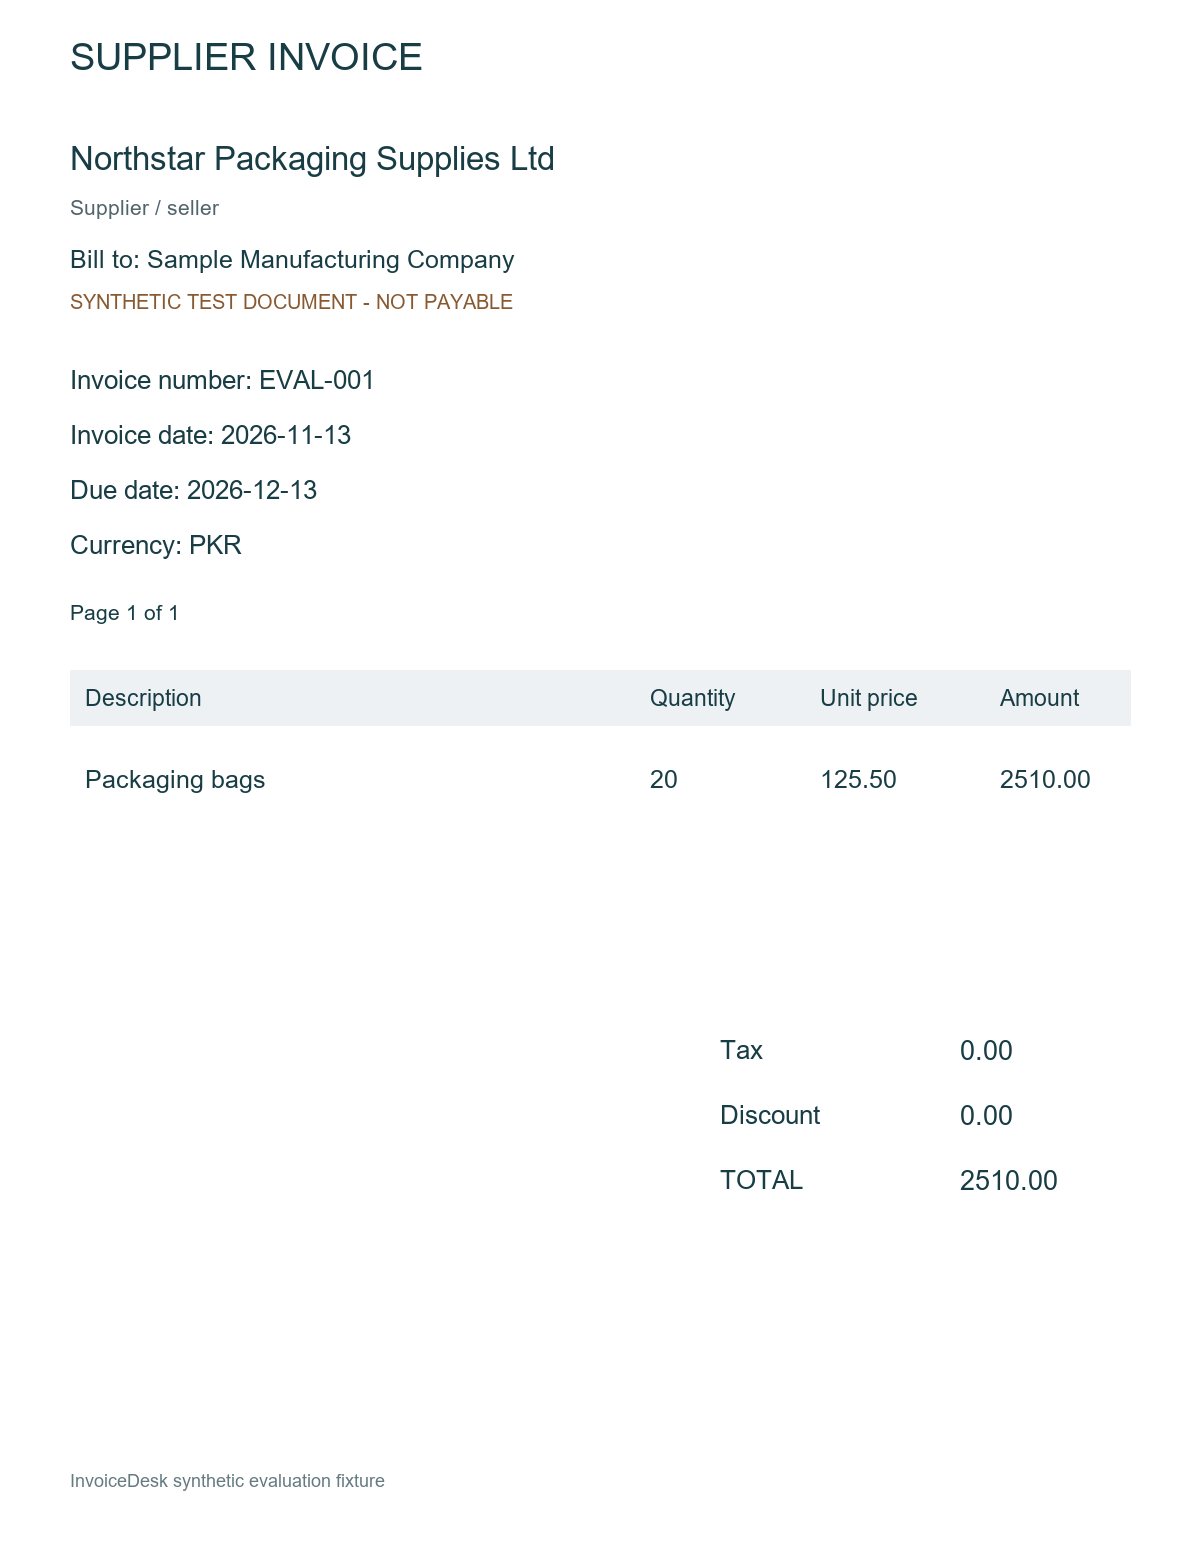 SUPPLIER INVOICE
Northstar Packaging Supplies Ltd
Supplier / seller
Bill to: Sample Manufacturing Company
SYNTHETIC TEST DOCUMENT - NOT PAYABLE
Invoice number: EVAL-001
Invoice date: 2026-11-13
Due date: 2026-12-13
Currency: PKR
Page 1 of 1
Description Quantity Unit price Amount
Packaging bags 20 125.50 2510.00
Tax 0.00
Discount 0.00
TOTAL 2510.00
InvoiceDesk synthetic evaluation fixture